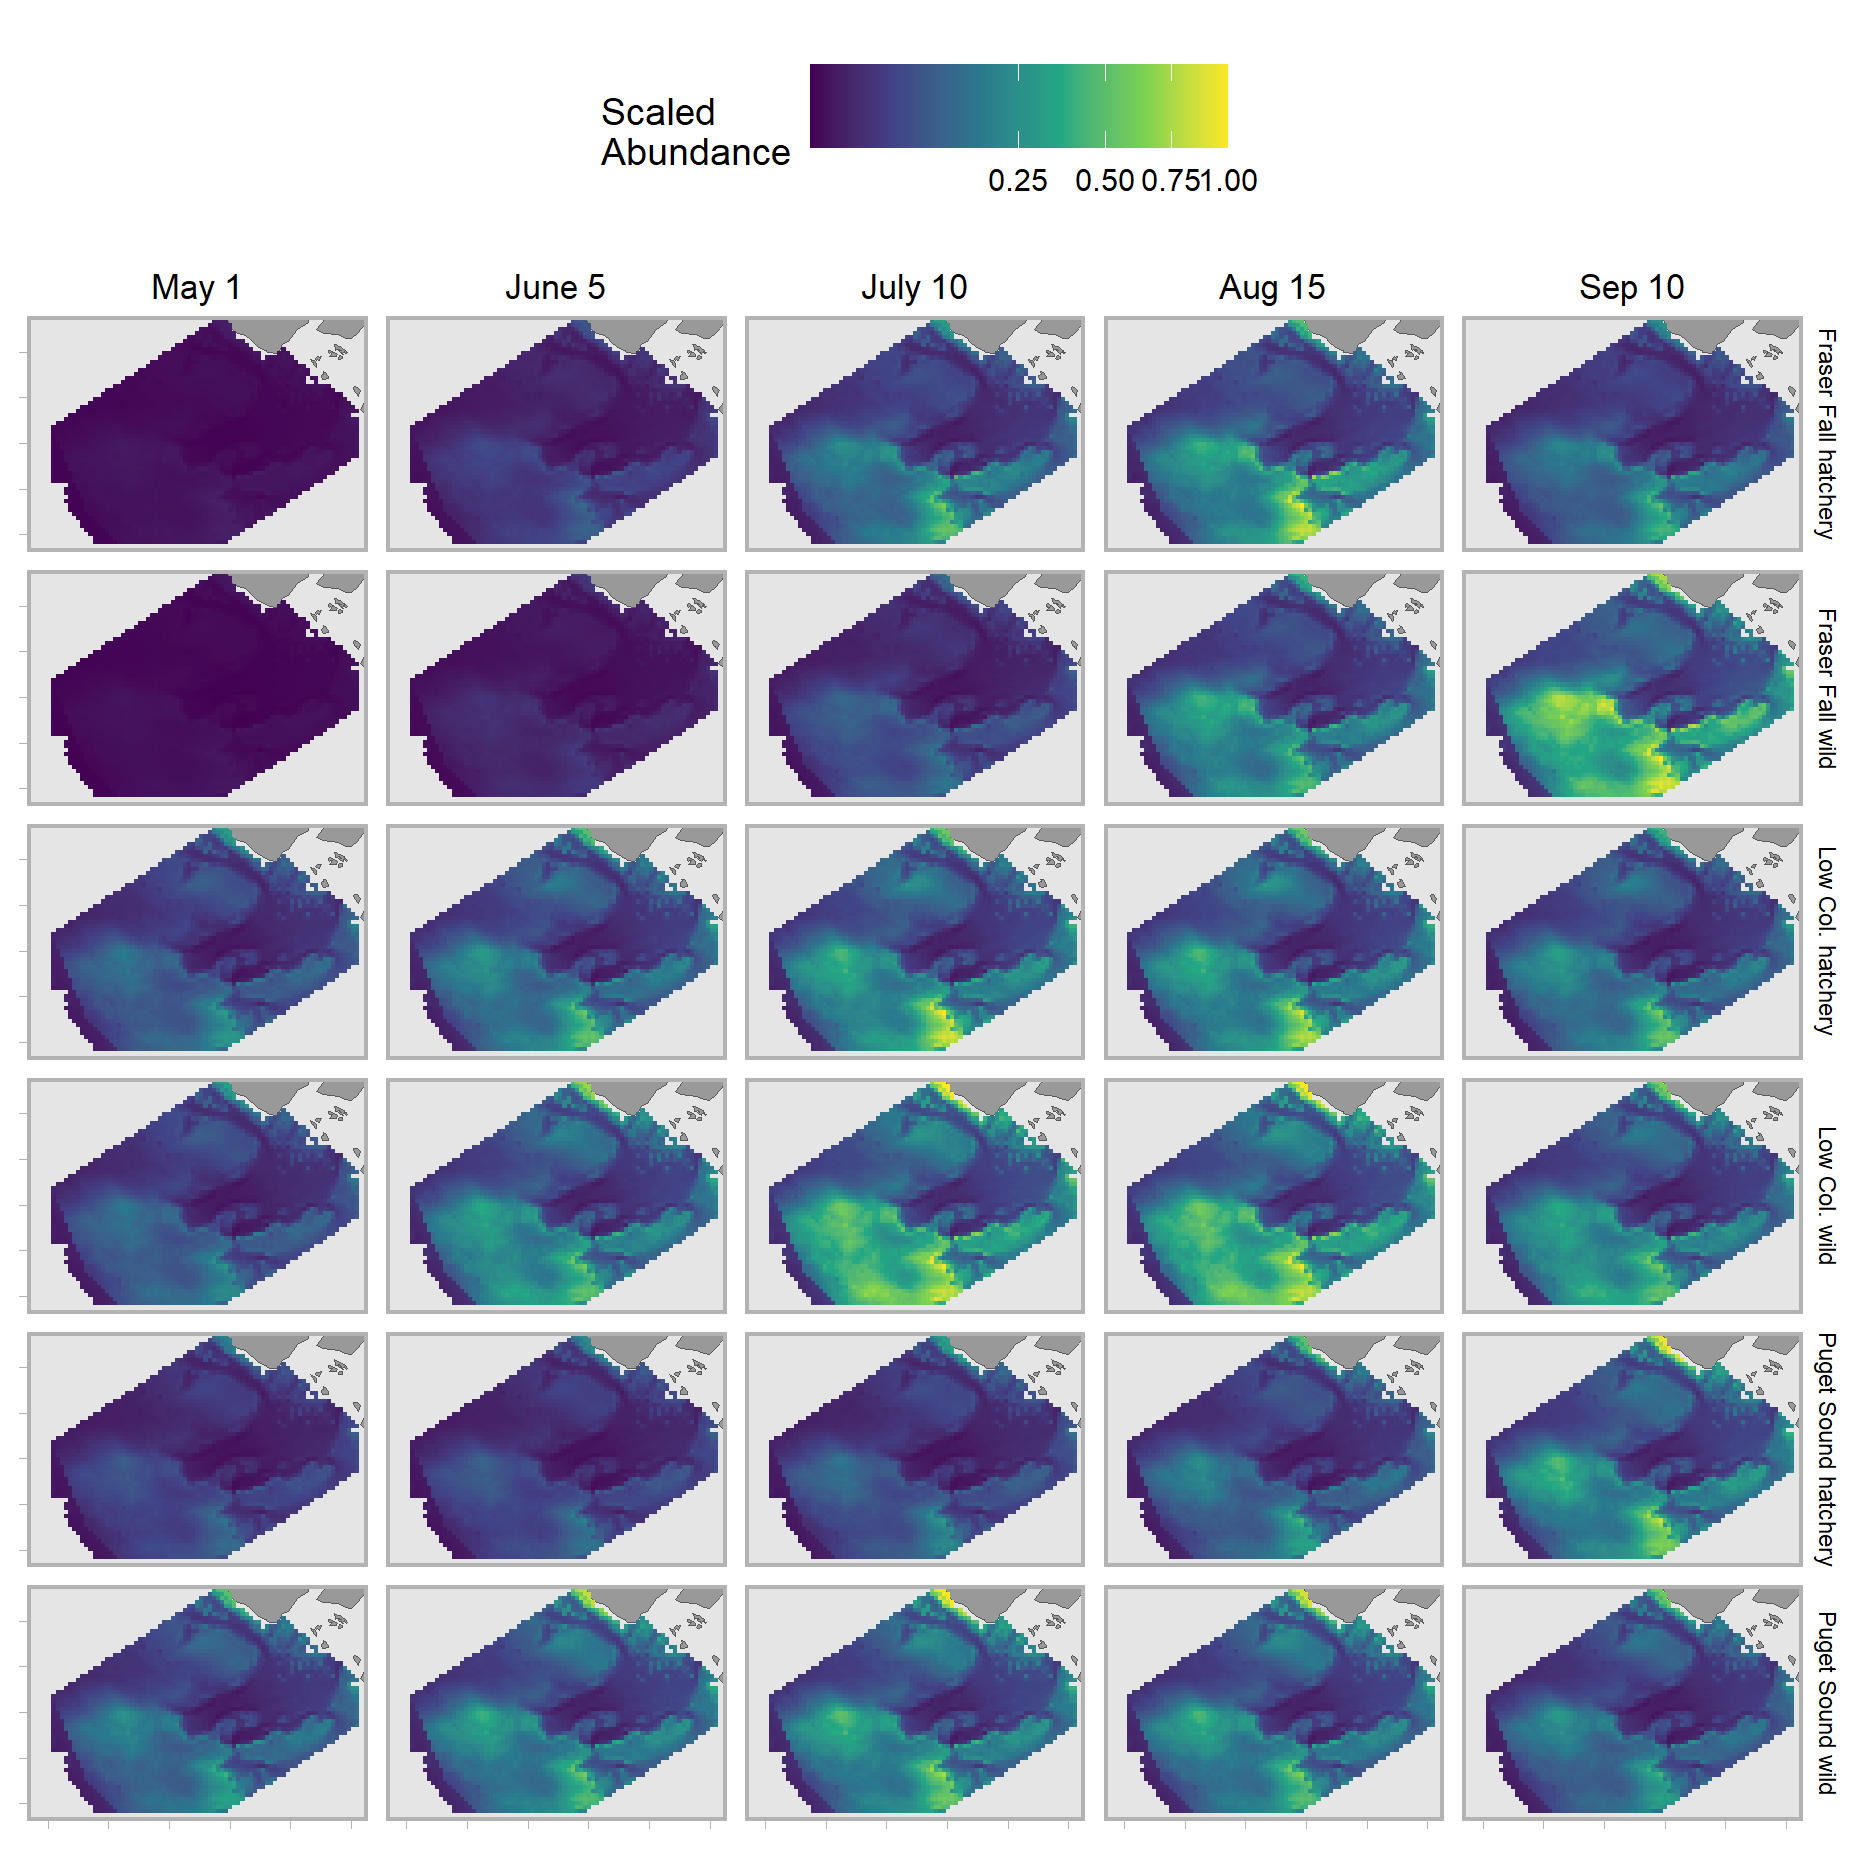 Scaled
Abundance
0.25 0.50 0.75 1.00
May 1 June 5 July 10 Aug 15 Sep 10
Fraser Fall hatchery
Fraser Fall wild
Low Col. hatchery
Low Col. wild
Puget Sound hatchery
Puget Sound wild